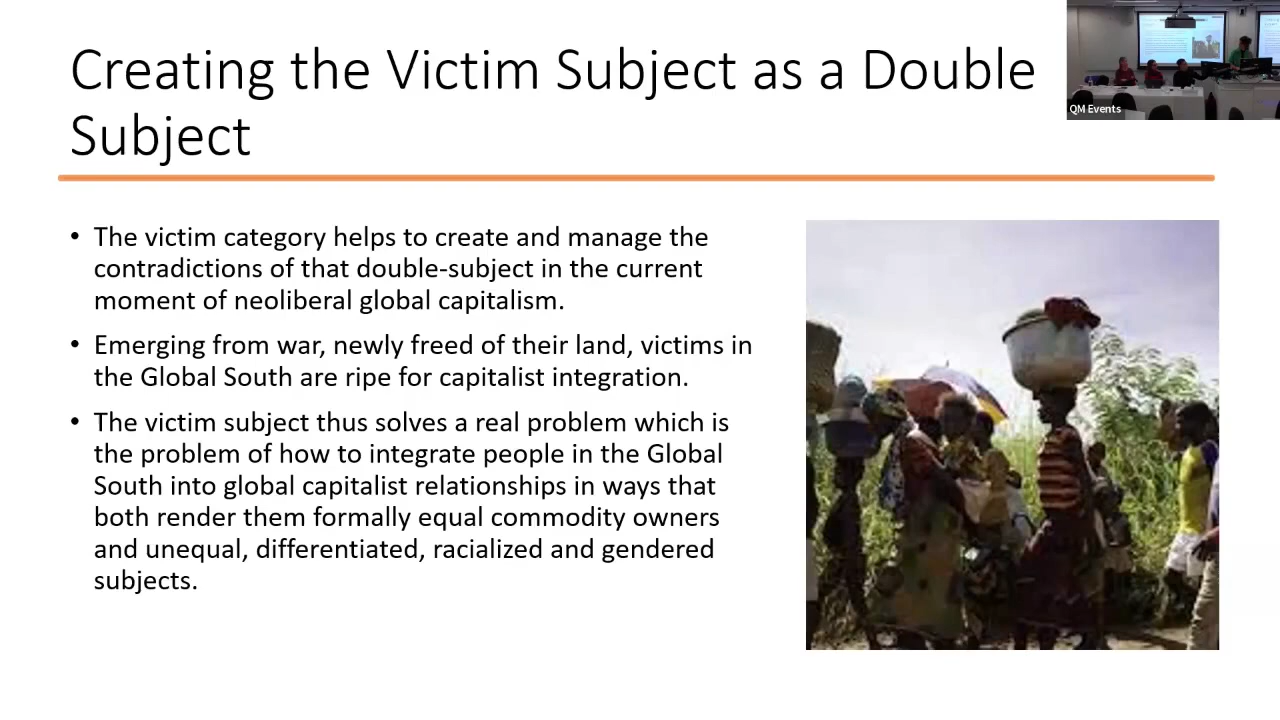 Creating the Victim Subject as a Double
Subject
QM Events
• The victim category helps to create and manage the
contradictions of that double-subject in the current
moment of neoliberal global capitalism.
• Emerging from war, newly freed of their land, victims in
the Global South are ripe for capitalist integration.
• The victim subject thus solves a real problem which is
the problem of how to integrate people in the Global
South into global capitalist relationships in ways that
both render them formally equal commodity owners
and unequal, differentiated, racialized and gendered
subjects.